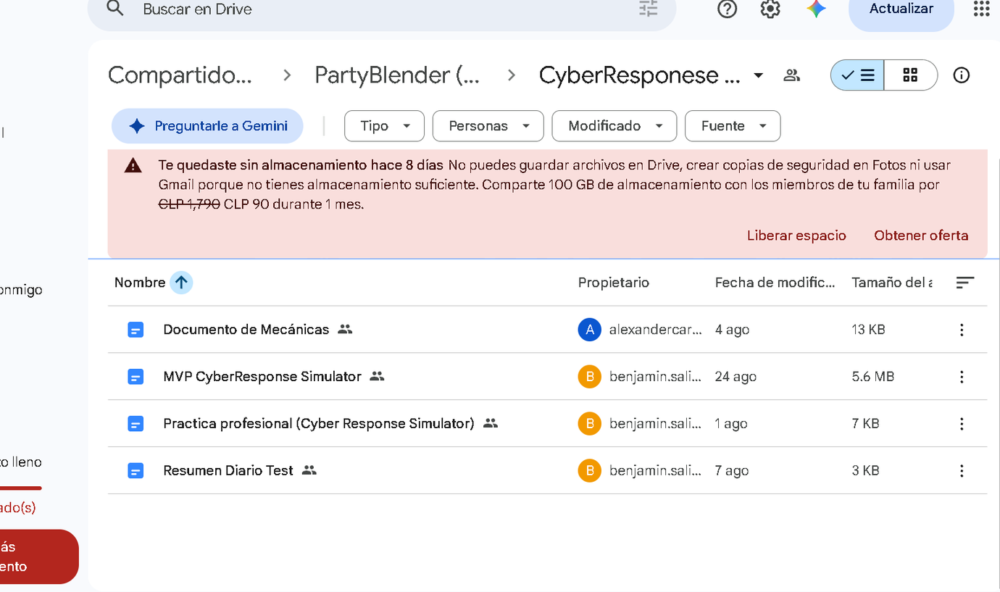 Buscar en Drive
Actualizar
Compartido... > PartyBlender (... > CyberResponese ...
Preguntarle a Gemini
Tipo
Personas
Modificado
Fuente
Te quedaste sin almacenamiento hace 8 días No puedes guardar archivos en Drive, crear copias de seguridad en Fotos ni usar
Gmail porque no tienes almacenamiento suficiente. Comparte 100 GB de almacenamiento con los miembros de tu familia por
CLP 1,790 CLP 90 durante 1 mes.
Liberar espacio
Obtener oferta
Nombre
Propietario
Fecha de modific...
Tamaño del a
Documento de Mecánicas
A
alexandercar...
4 ago
13 KB
MVP CyberResponse Simulator
B
benjamin.sali...
24 ago
5.6 MB
Practica profesional (Cyber Response Simulator)
B
benjamin.sali...
1 ago
7 KB
Resumen Diario Test
B
benjamin.sali...
7 ago
3 KB
l
onmigo
o lleno
ado(s)
ás
ento